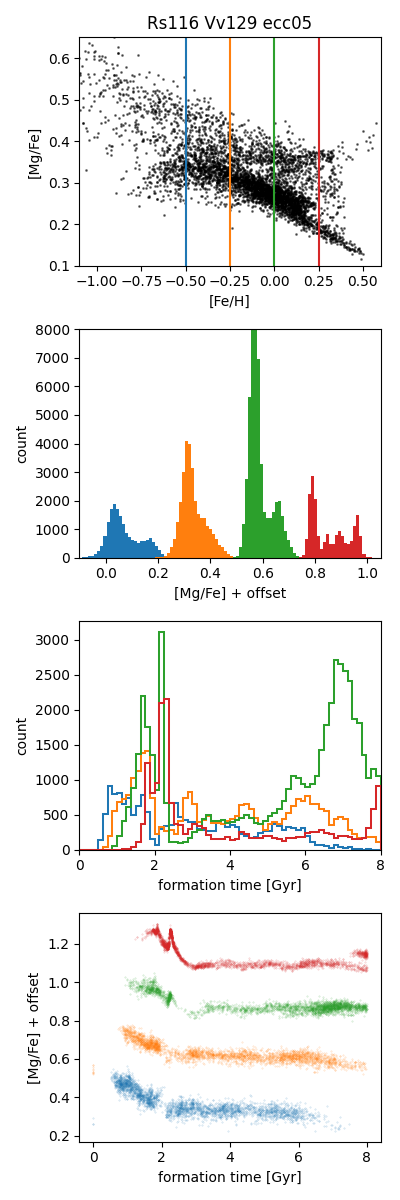 Rs116 Vv129 ecc05
0.6
0.5
0.4
0.3
0.2
0.1
[Mg/Fe]
−1.00 −0.75 −0.50 −0.25 0.00 0.25 0.50
[Fe/H]
8000
7000
6000
5000
4000
3000
2000
1000
0
count
0.0 0.2 0.4 0.6 0.8 1.0
[Mg/Fe] + offset
3000
2500
2000
1500
1000
500
0
count
0 2 4 6 8
formation time [Gyr]
1.2
1.0
0.8
0.6
0.4
0.2
[Mg/Fe] + offset
0 2 4 6 8
formation time [Gyr]